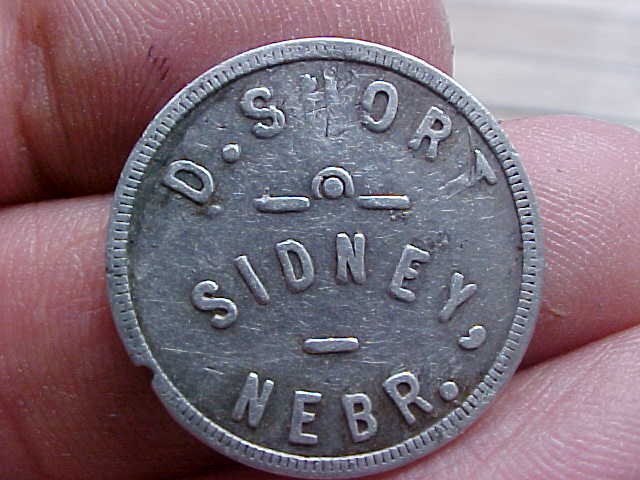 D. SHORT
SIDNEY,
NEBR.